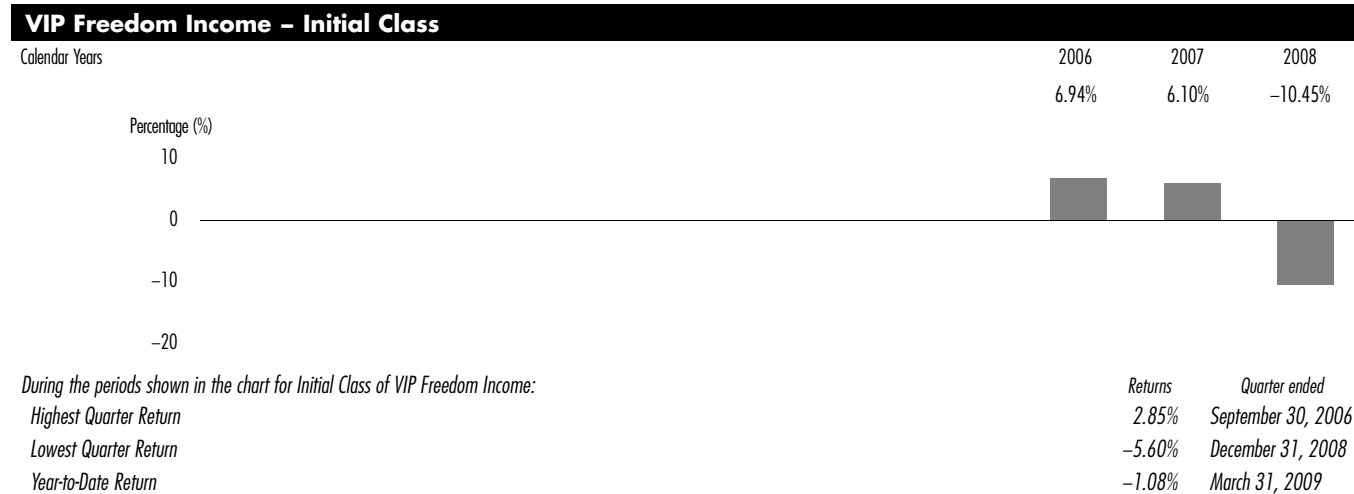 VIP Freedom Income – Initial Class
Calendar Years 2006 2007 2008
6.94% 6.10% –10.45%
Percentage (%)
10
0
–10
–20
During the periods shown in the chart for Initial Class of VIP Freedom Income: Returns Quarter ended
Highest Quarter Return 2.85% September 30, 2006
Lowest Quarter Return –5.60% December 31, 2008
Year-to-Date Return –1.08% March 31, 2009